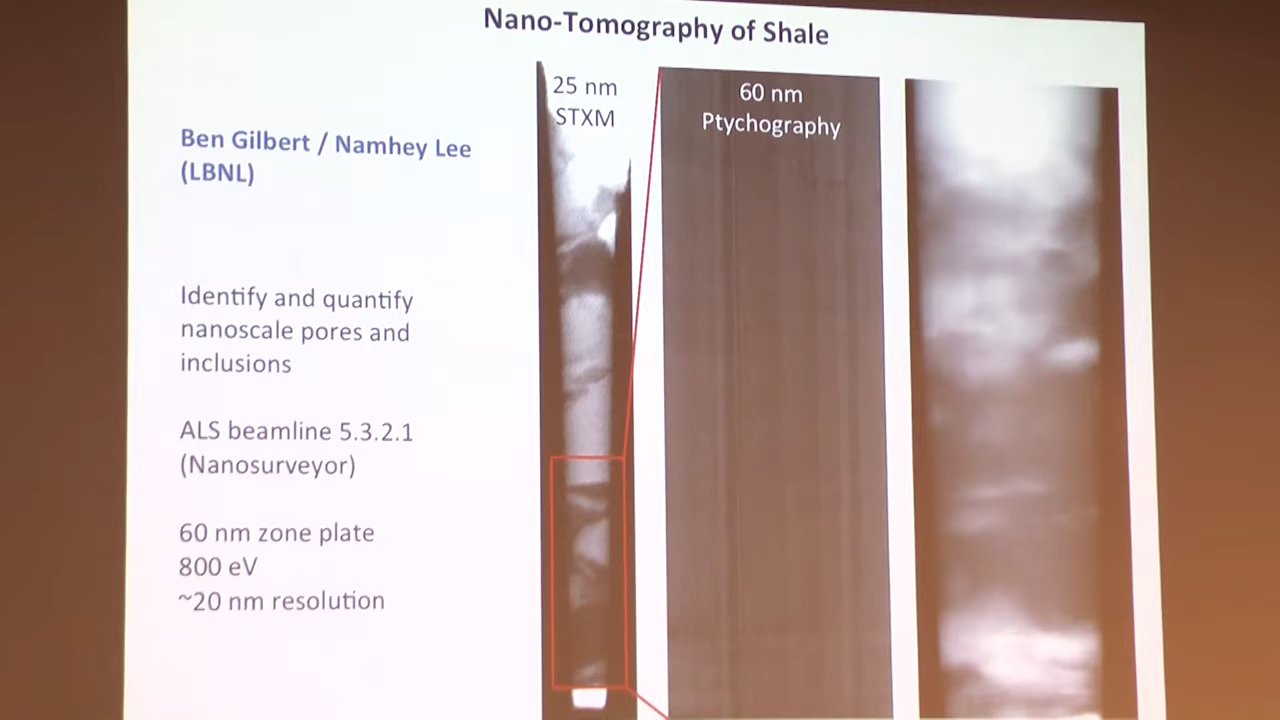 Nano-Tomography of Shale
Ben Gilbert / Namhey Lee
(LBNL)
Identify and quantify
nanoscale pores and
inclusions
ALS beamline 5.3.2.1
(Nanosurveyor)
60 nm zone plate
800 eV
~20 nm resolution
25 nm
STXM
60 nm
Ptychography